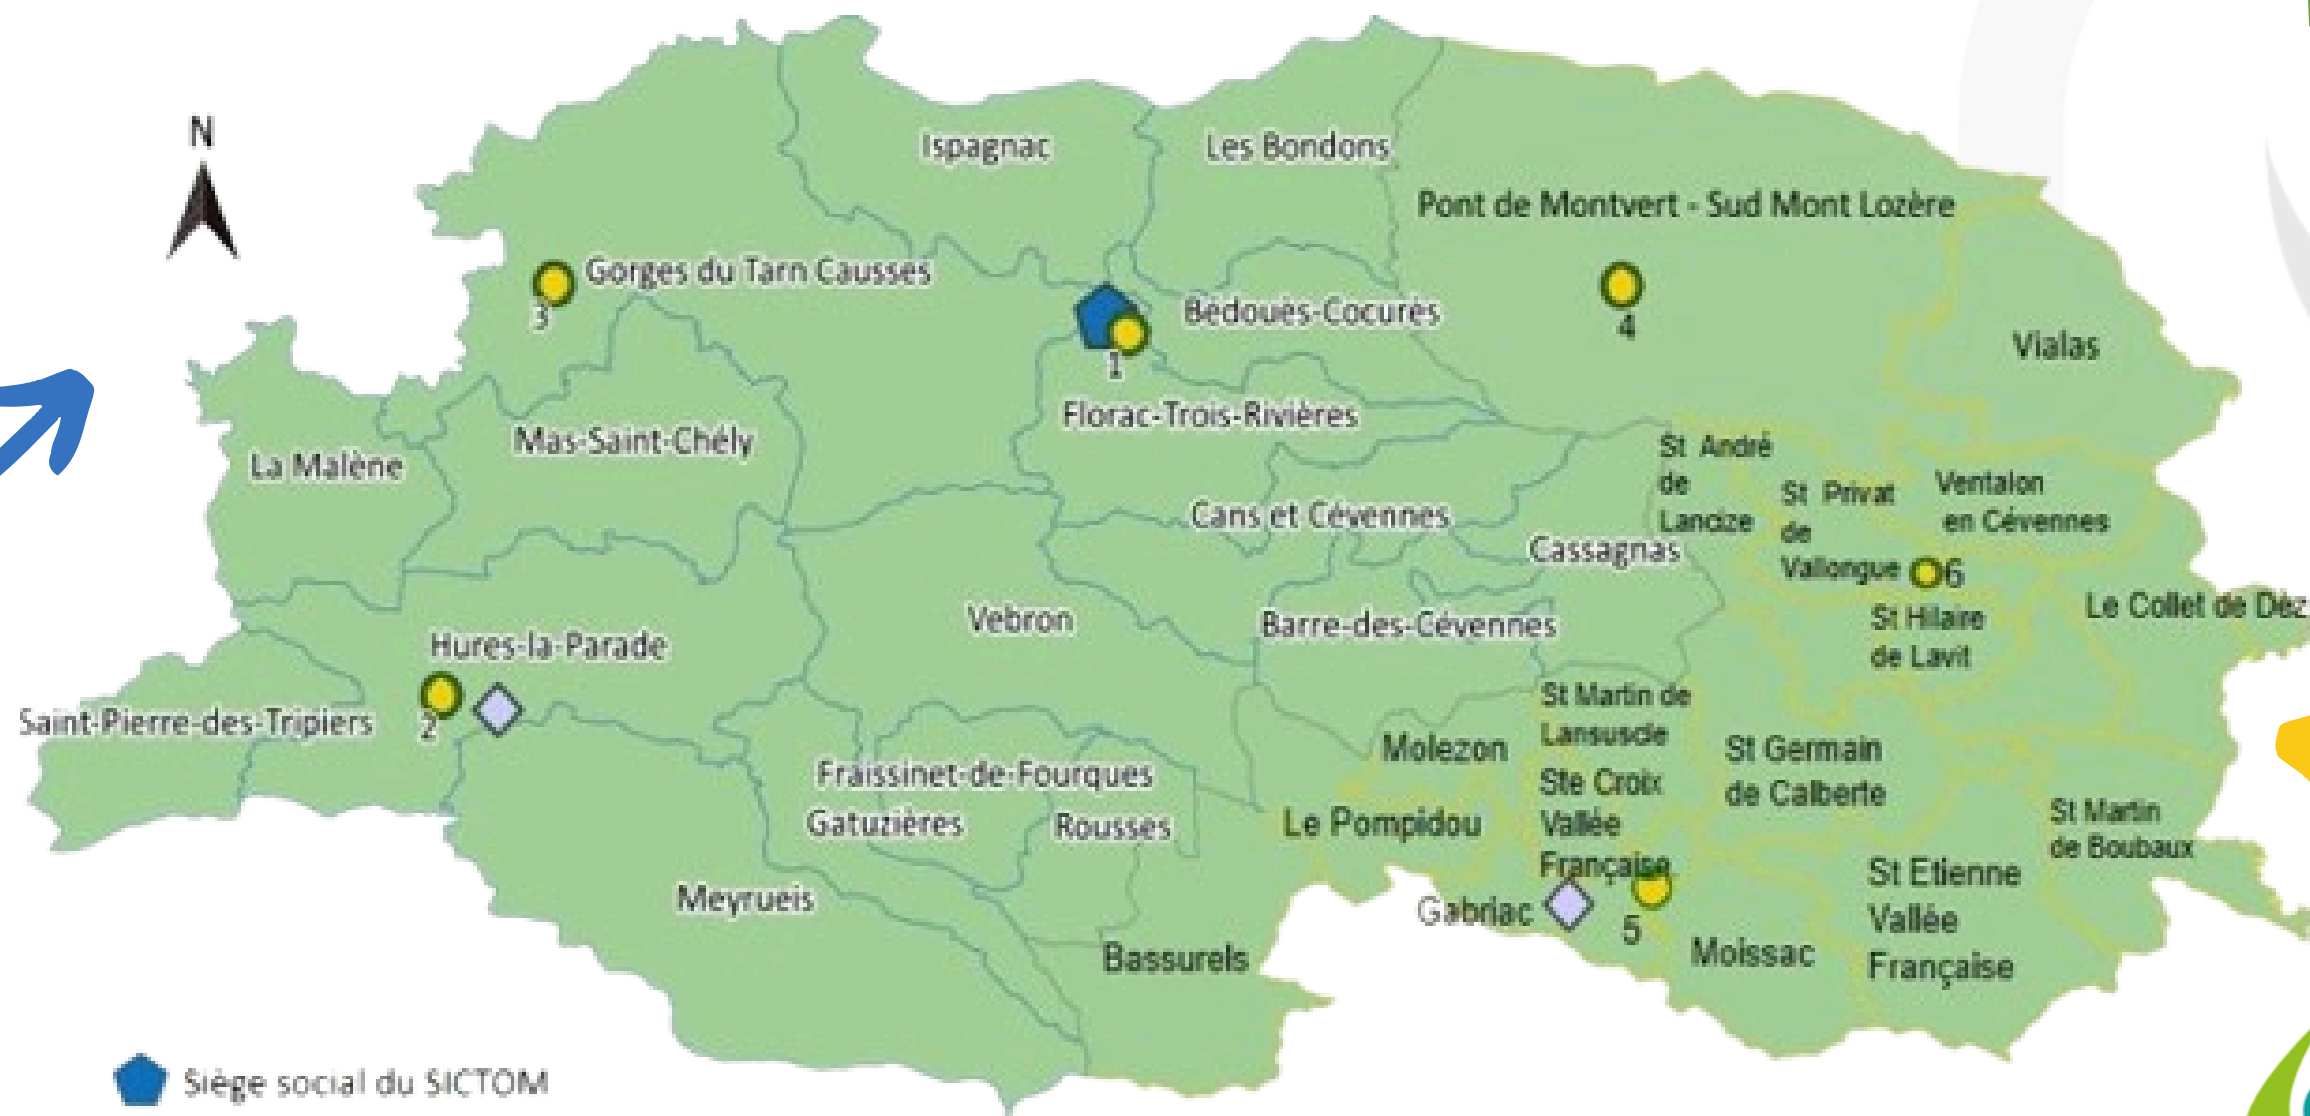 N
Ispagnac
Les Bondons
Pont de Montvert - Sud Mont Lozère
Gorges du Tarn Causses
3
Bédouès-Cocurès
4
Vialas
1
Florac-Trois-Rivières
Mas-Saint-Chély
La Malène
St André
de
Lancize
St Privat
de
Vallongue
Ventalon
en Cévennes
Cans et Cévennes
Cassagnas
6
Le Collet de Déz
St Hilaire
de Lavit
Vebron
Barre-des-Cévennes
Hures-la-Parade
2
Saint-Pierre-des-Tripiers
St Martin de
Lansuscle
Molezon
St Germain
de Calberte
Fraissinet-de-Fourques
Ste Croix
Vallée
Française
Gatuzières
Rousses
Le Pompidou
St Martin
de Boubaux
Meyrueis
St Etienne
Vallée
Française
Gabriac
5
Moissac
Bassurels
Siège social du SICTOM